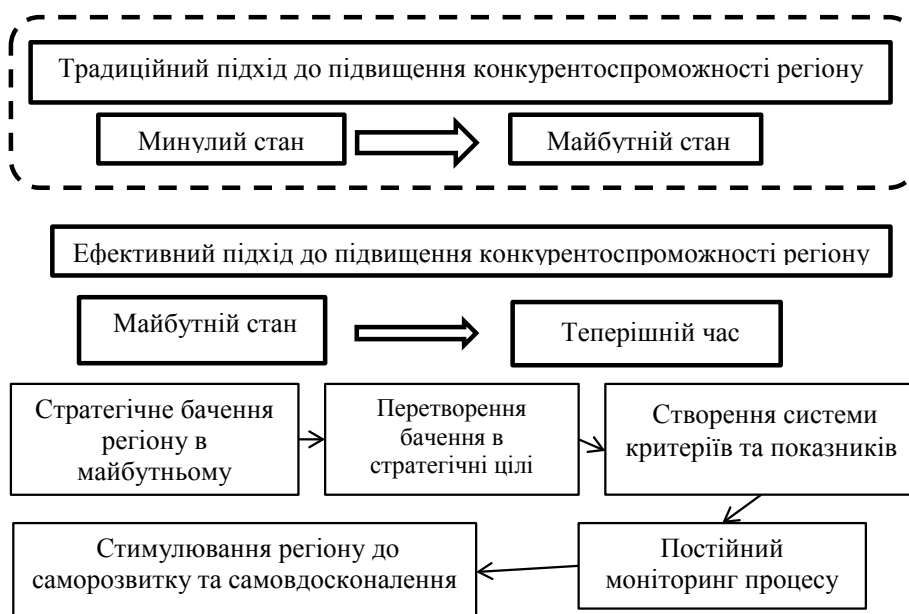 Традиційний підхід до підвищення конкурентоспроможності регіону
Минулий стан
Майбутній стан
Ефективний підхід до підвищення конкурентоспроможності регіону
Майбутній стан
Теперішній час
Стратегічне бачення
регіону в
майбутньому
Перетворення
бачення в
стратегічні цілі
Створення системи
критеріїв та показників
Стимулювання регіону до
саморозвитку та самовдосконалення
Постійний
моніторинг процесу